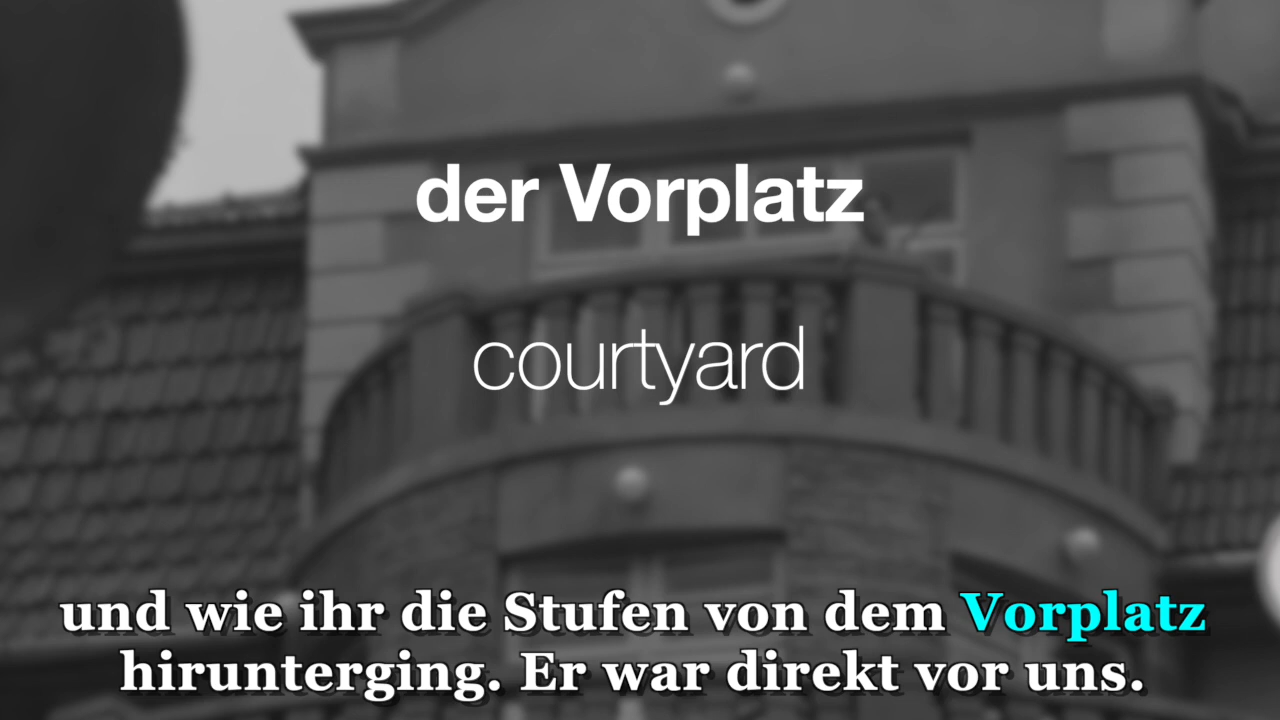 der Vorplatz
courtyard
und wie ihr die Stufen von dem Vorplatz
hirunterging. Er war direkt vor uns.